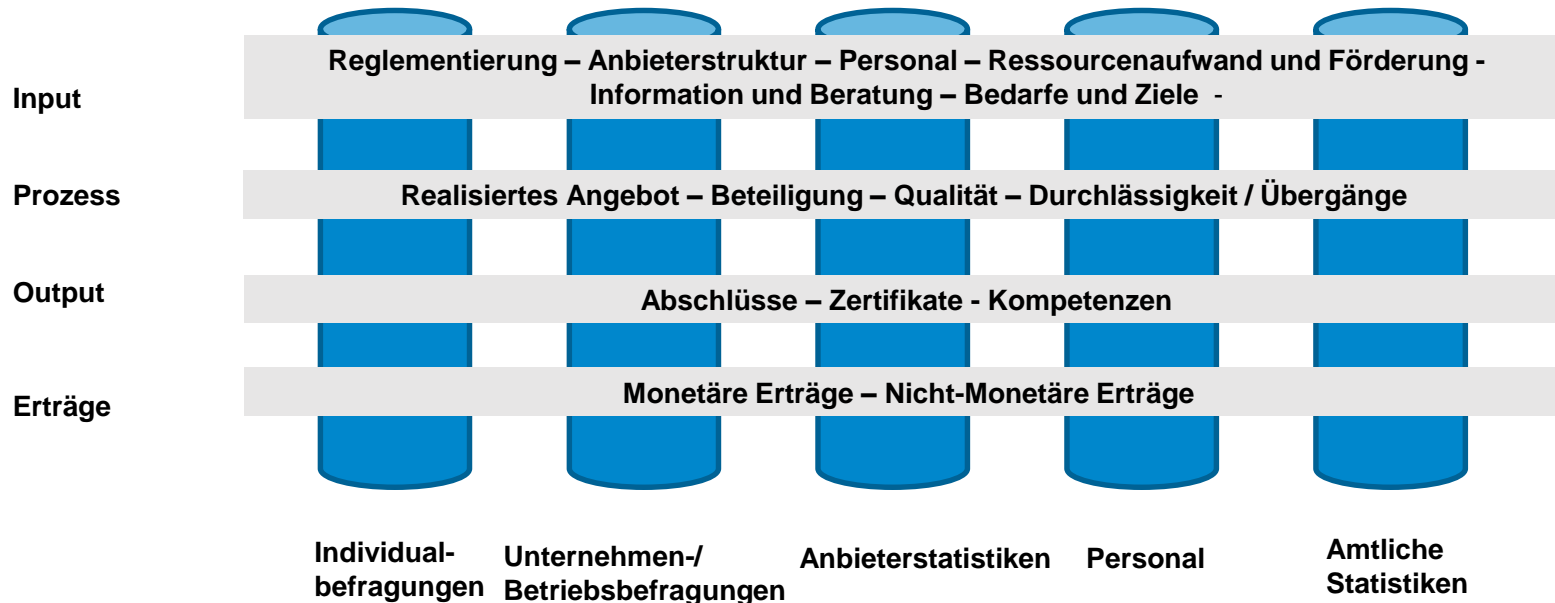 Reglementierung – Anbieterstruktur – Personal – Ressourcenaufwand und Förderung -
Information und Beratung – Bedarfe und Ziele -
Input
Prozess
Realisiertes Angebot – Beteiligung – Qualität – Durchlässigkeit / Übergänge
Output
Abschlüsse – Zertifikate - Kompetenzen
Erträge
Monetäre Erträge – Nicht-Monetäre Erträge
Individual-
befragungen
Unternehmen-/
Betriebsbefragungen
Anbieterstatistiken
Personal
Amtliche
Statistiken